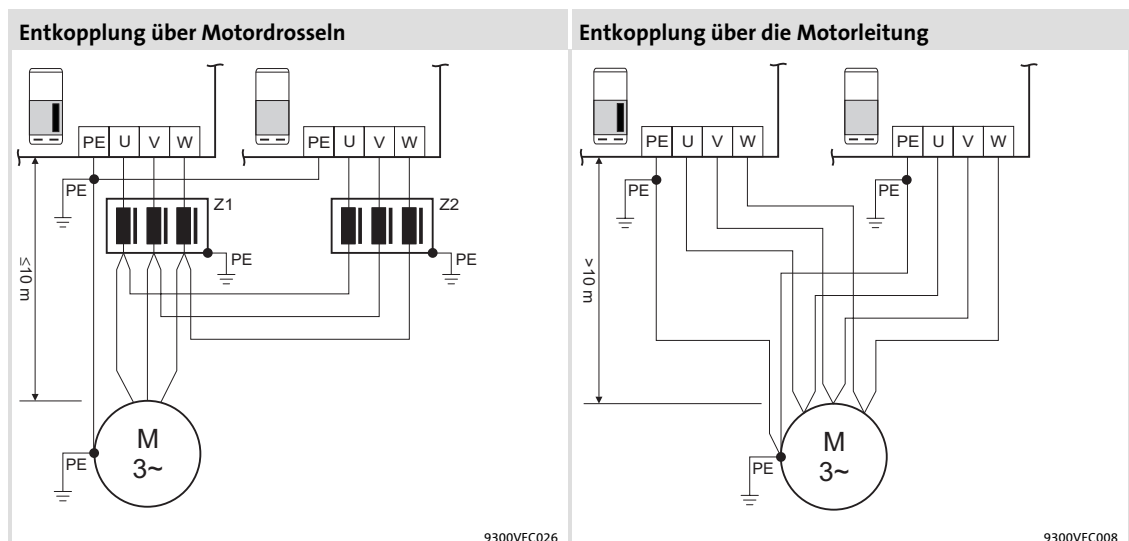 Entkopplung über Motordrosseln
PE U V W
PE U V W
PE
Z1
Z2
PE
PE
≤10 m
M
3~
PE
9300VEC026
Entkopplung über die Motorleitung
PE U V W
PE U V W
PE
PE
>10 m
M
3~
PE
9300VEC008